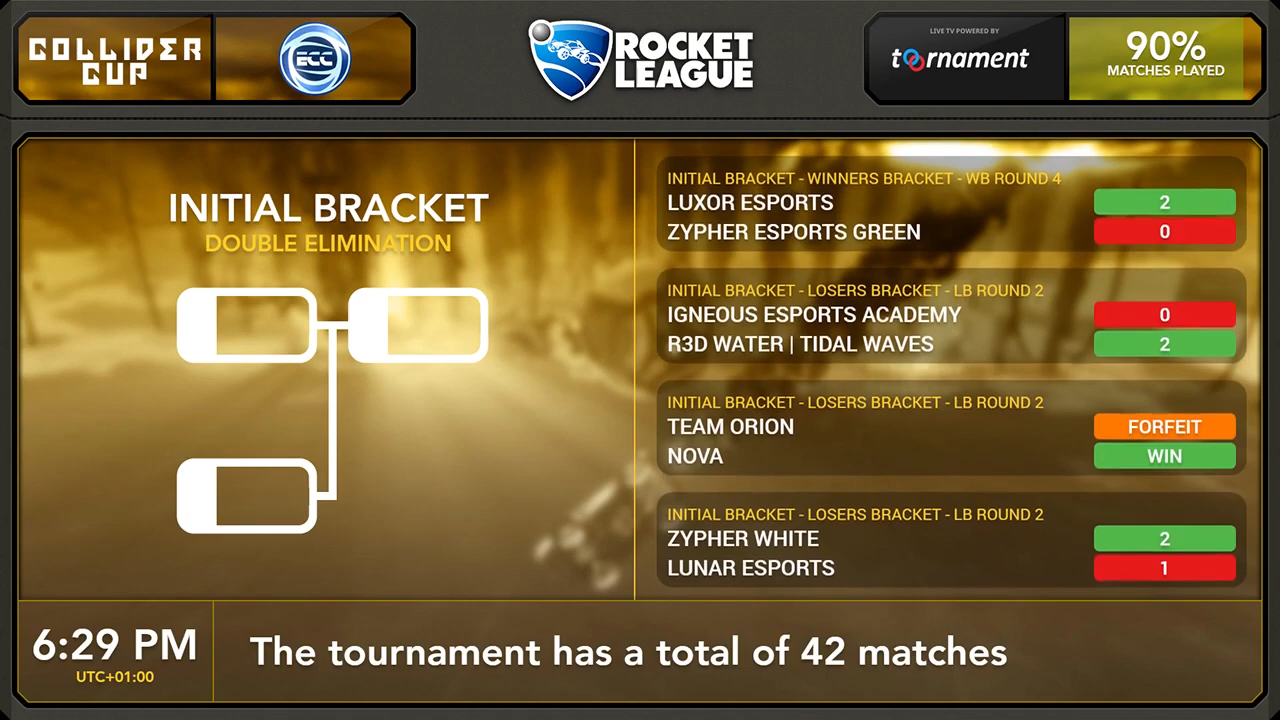 COLLIDER
CUP
ECC
ROCKET
LEAGUE
LIVE TV POWERED BY
toornament
90%
MATCHES PLAYED
INITIAL BRACKET
DOUBLE ELIMINATION
INITIAL BRACKET - WINNERS BRACKET - WB ROUND 4
LUXOR ESPORTS 2
ZYPHER ESPORTS GREEN 0
INITIAL BRACKET - LOSERS BRACKET - LB ROUND 2
IGNEOUS ESPORTS ACADEMY 0
R3D WATER | TIDAL WAVES 2
INITIAL BRACKET - LOSERS BRACKET - LB ROUND 2
TEAM ORION FORFEIT
NOVA WIN
INITIAL BRACKET - LOSERS BRACKET - LB ROUND 2
ZYPHER WHITE 2
LUNAR ESPORTS 1
6:29 PM
UTC+01:00
The tournament has a total of 42 matches